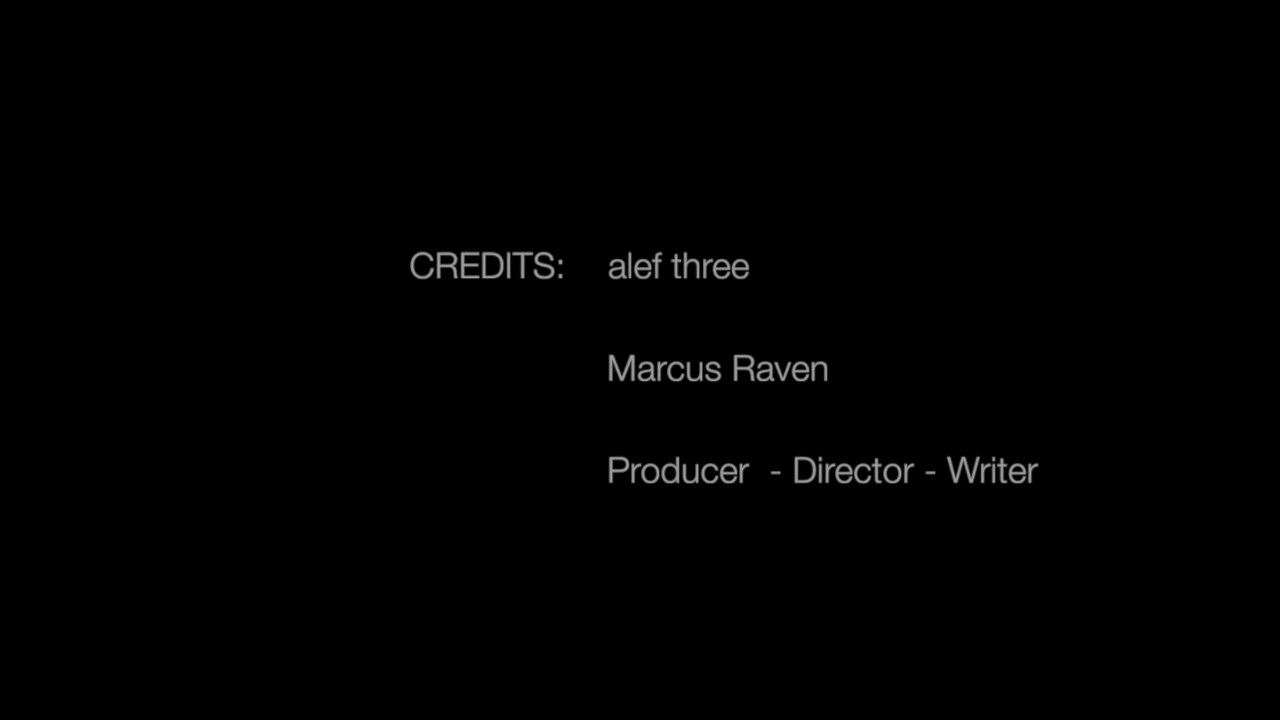 CREDITS: alef three
Marcus Raven
Producer - Director - Writer